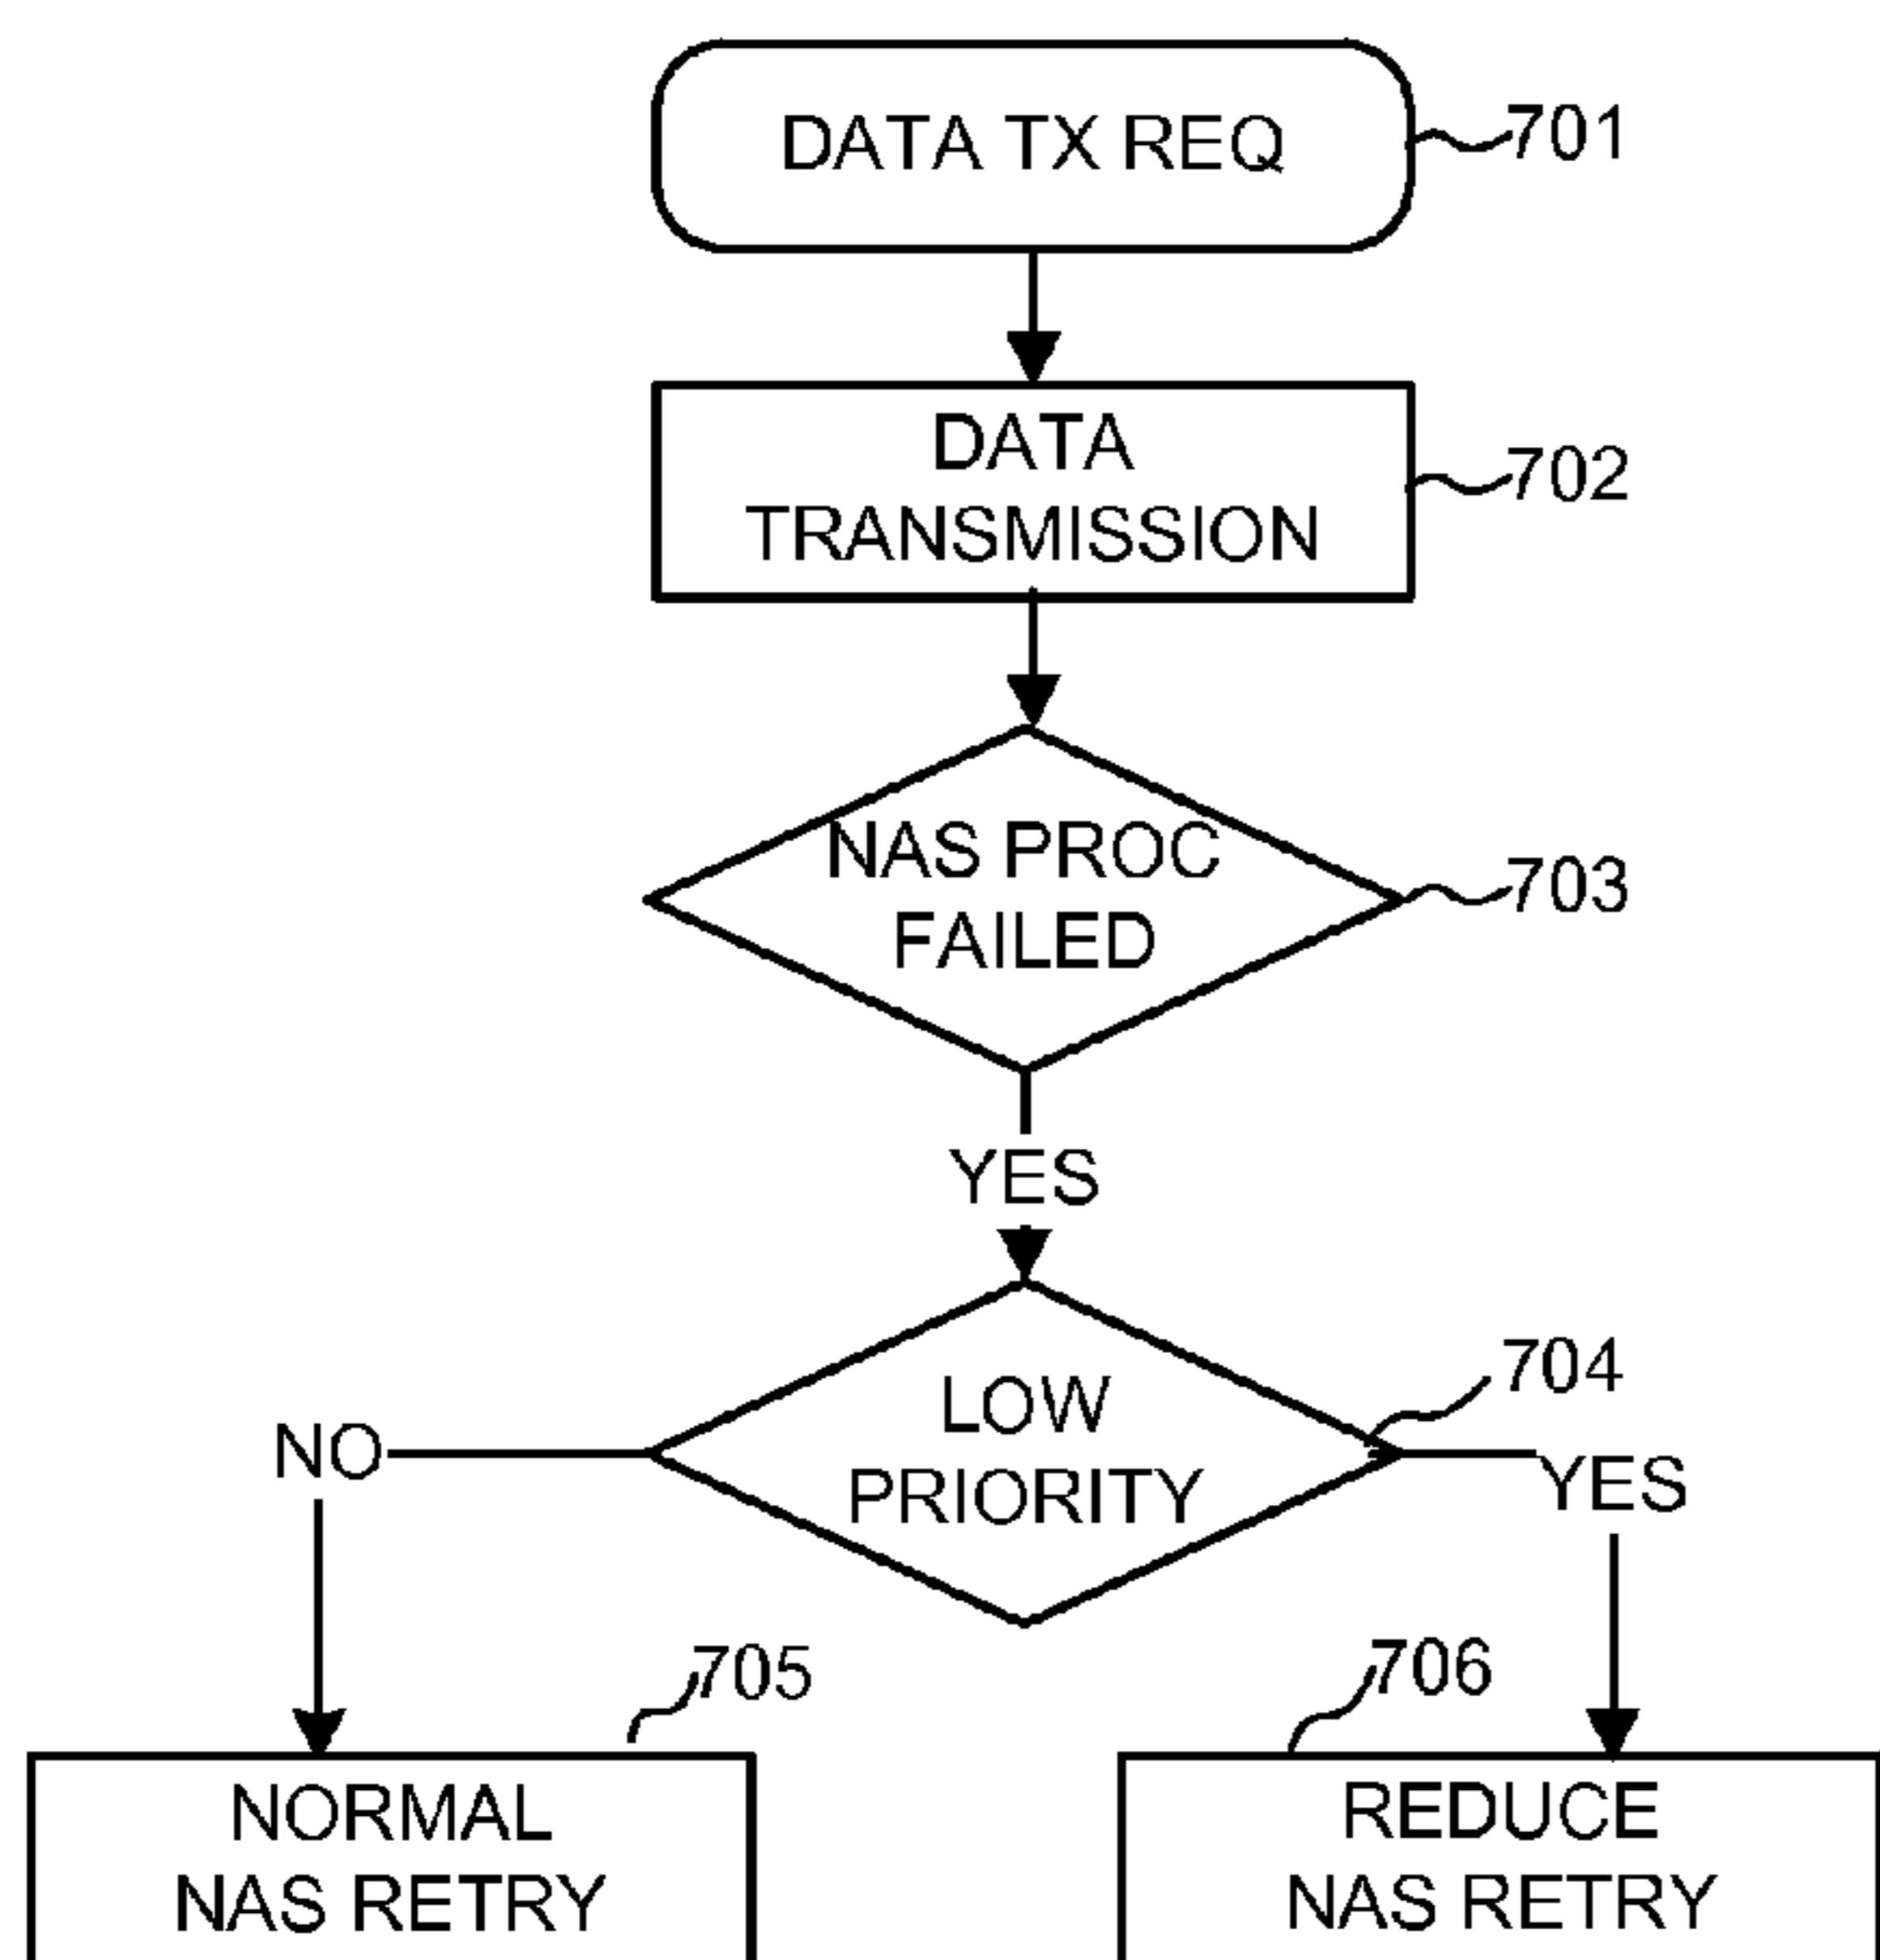 DATA TX REQ
701
DATA
TRANSMISSION
702
NAS PROC
FAILED
703
YES
704
LOW
PRIORITY
NO
YES
705
706
NORMAL
NAS RETRY
REDUCE
NAS RETRY